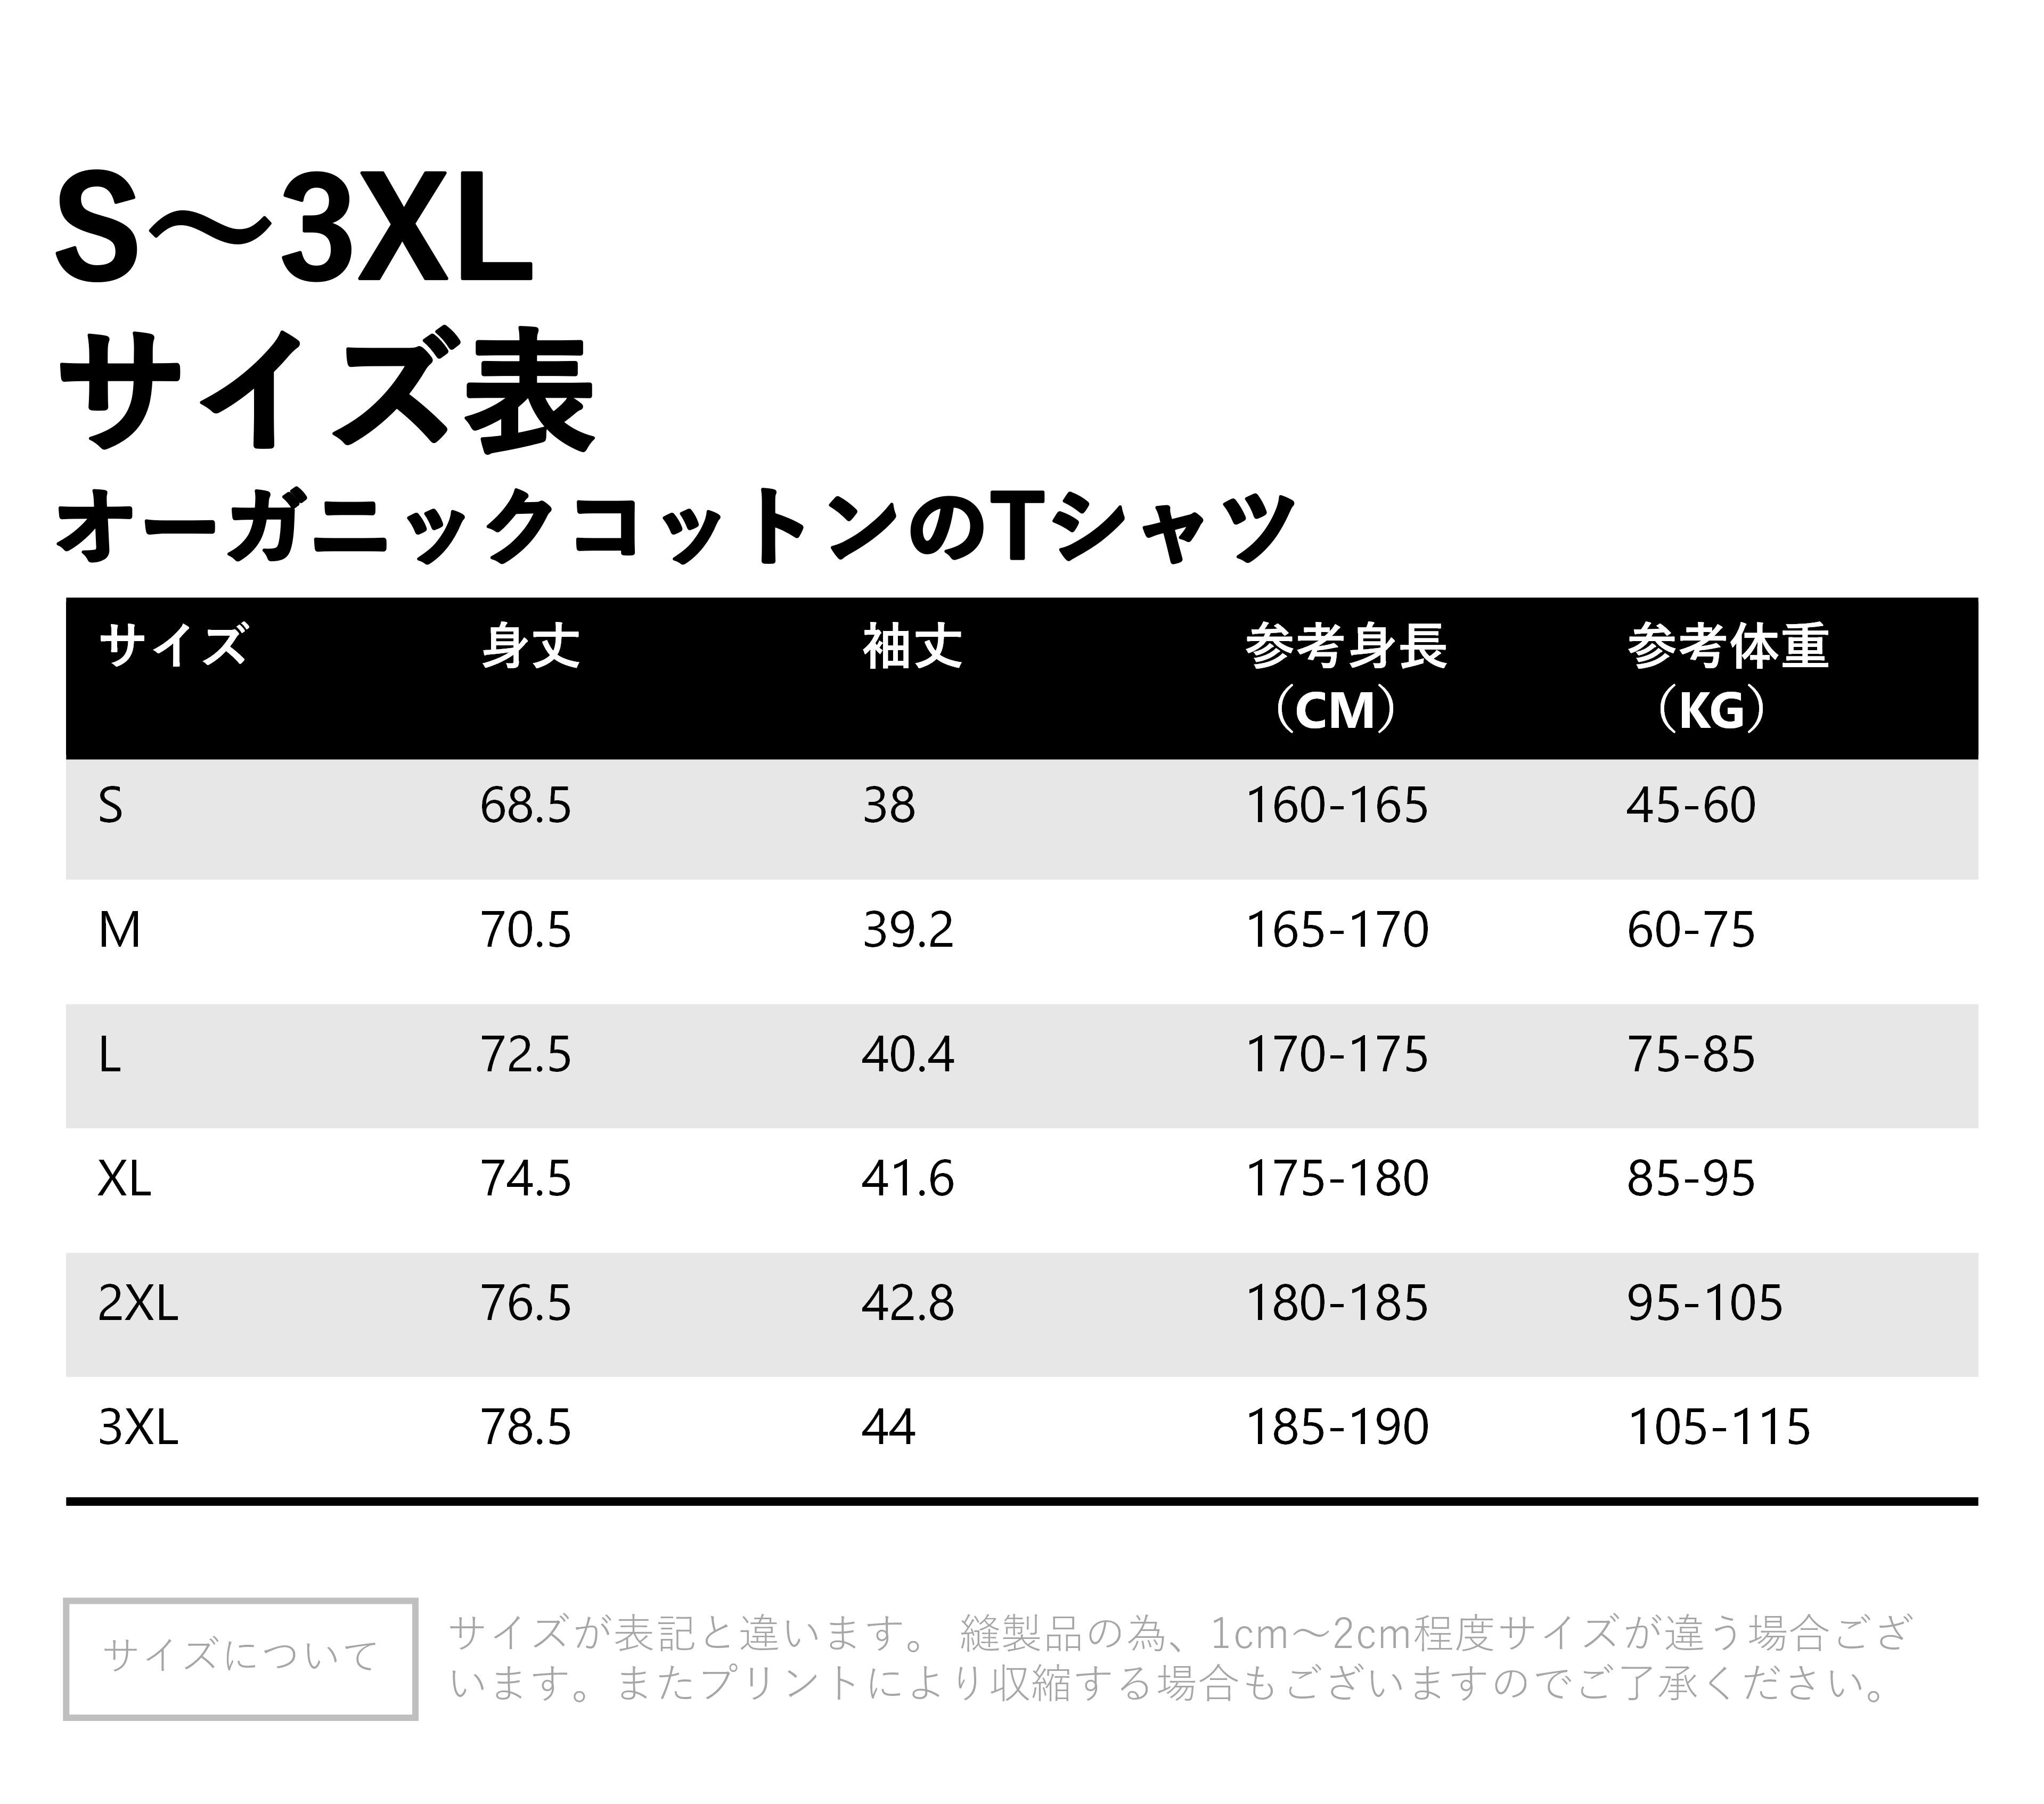 S～3XL
サイズ表
オーガニックコットンのTシャツ
サイズ 身丈 袖丈 参考身長 参考体重
（CM） （KG）
S 68.5 38 160-165 45-60
M 70.5 39.2 165-170 60-75
L 72.5 40.4 170-175 75-85
XL 74.5 41.6 175-180 85-95
2XL 76.5 42.8 180-185 95-105
3XL 78.5 44 185-190 105-115
サイズについて
サイズが表記と違います。 縫製品の為、1cm～2cm程度サイズが違う場合ござ
います。またプリントにより収縮する場合もございますのでご了承ください。